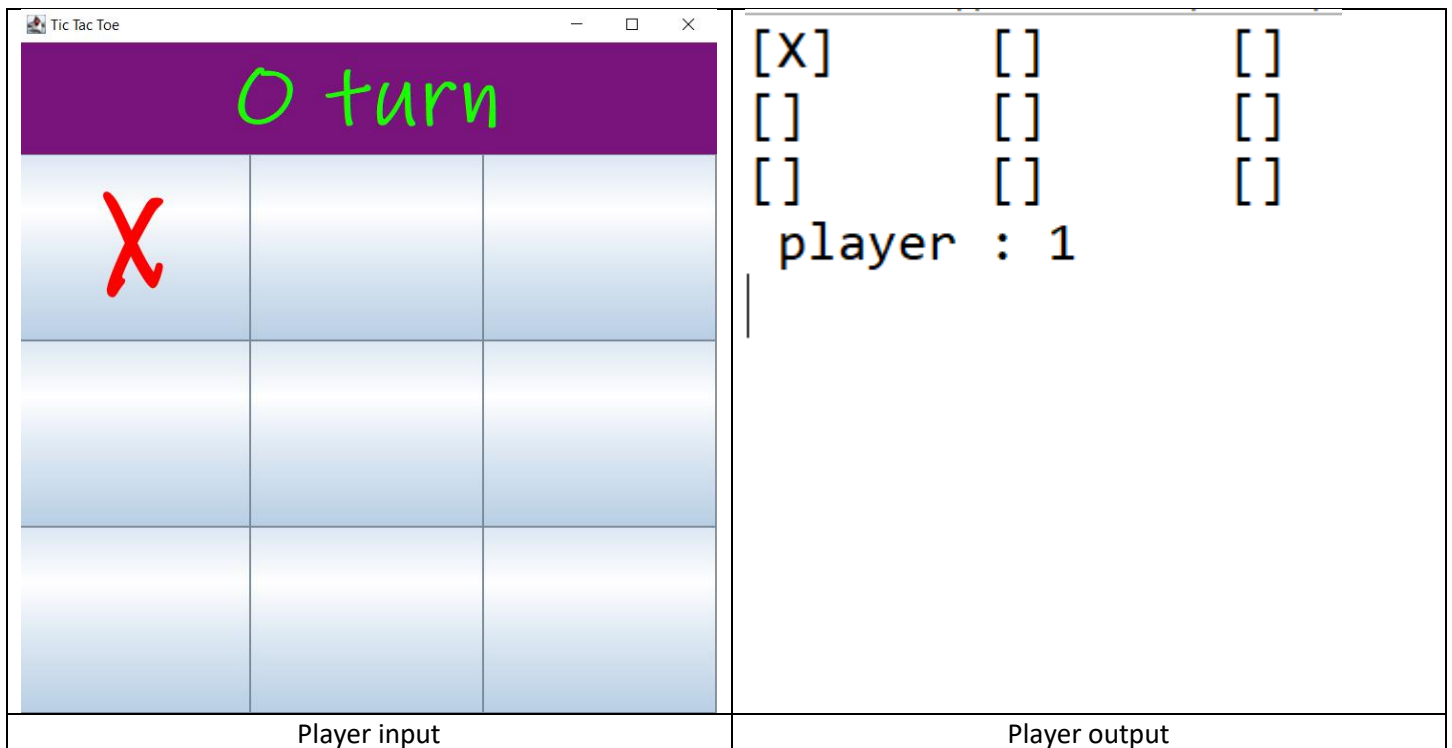 Tic Tac Toe
O turn
X
[X] [] []
[] [] []
[] [] []
player : 1
Player input
Player output